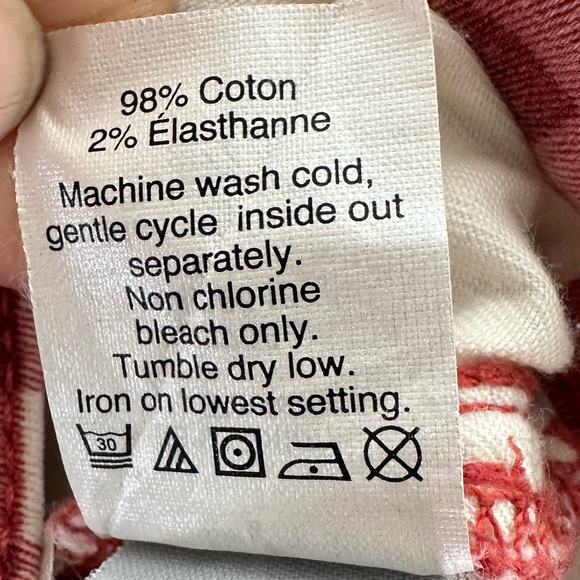 98% Coton
2% Élasthanne
Machine wash cold,
gentle cycle inside out
separately.
Non chlorine
bleach only.
Tumble dry low.
Iron on lowest setting.
30